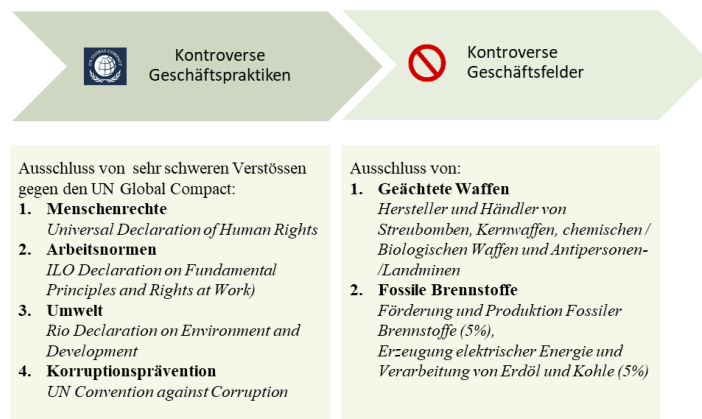 UN GLOBAL COMPACT
Kontroverse
Geschäftspraktiken
Kontroverse
Geschäftsfelder
Ausschluss von sehr schweren Verstössen
gegen den UN Global Compact:
1. Menschenrechte
Universal Declaration of Human Rights
2. Arbeitsnormen
ILO Declaration on Fundamental
Principles and Rights at Work)
3. Umwelt
Rio Declaration on Environment and
Development
4. Korruptionsprävention
UN Convention against Corruption
Ausschluss von:
1. Geächtete Waffen
Hersteller und Händler von
Streubomben, Kernwaffen, chemischen /
Biologischen Waffen und Antipersonen-
/Landminen
2. Fossile Brennstoffe
Förderung und Produktion Fossiler
Brennstoffe (5%),
Erzeugung elektrischer Energie und
Verarbeitung von Erdöl und Kohle (5%)